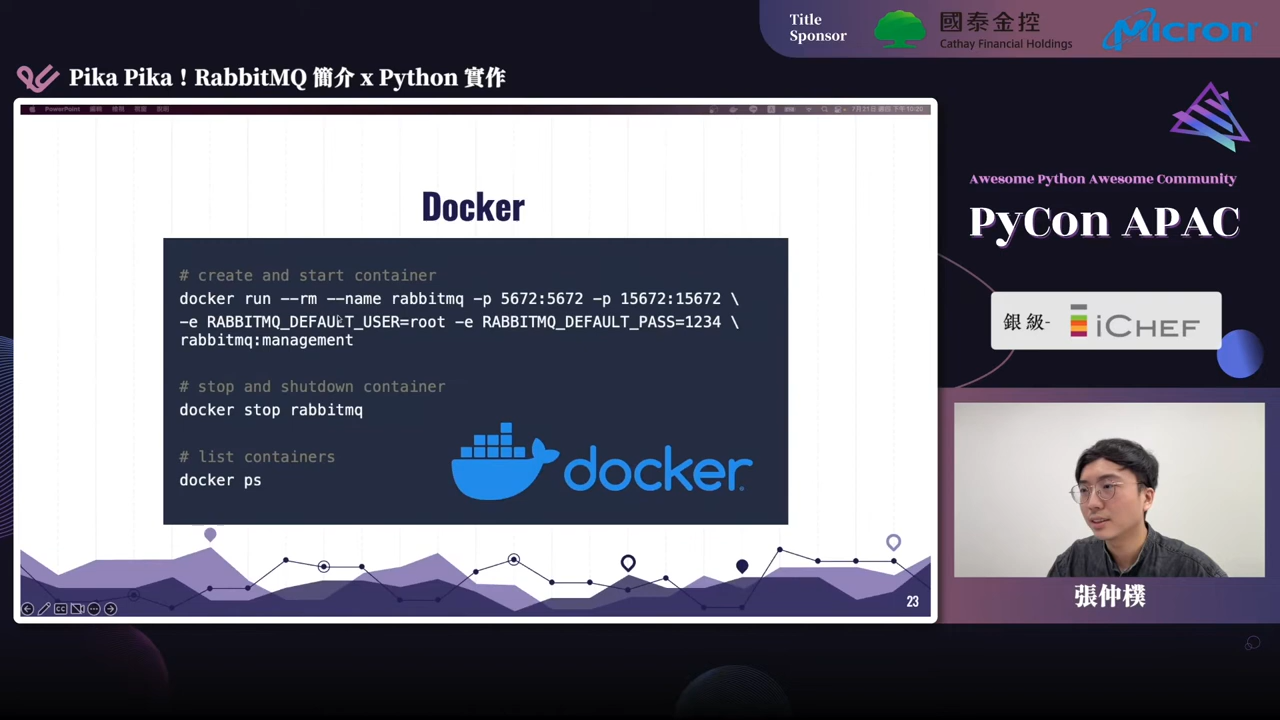 Title
Sponsor
國泰金控
Cathay Financial Holdings
Micron
Pika Pika！RabbitMQ 簡介 x Python 實作
PowerPoint
Docker
# create and start container
docker run --rm --name rabbitmq -p 5672:5672 -p 15672:15672 \
-e RABBITMQ_DEFAULT_USER=root -e RABBITMQ_DEFAULT_PASS=1234 \
rabbitmq:management
# stop and shutdown container
docker stop rabbitmq
# list containers
docker ps
docker
23
Awesome Python Awesome Community
PyCon APAC
銀級-
iCHEF
張仲樸